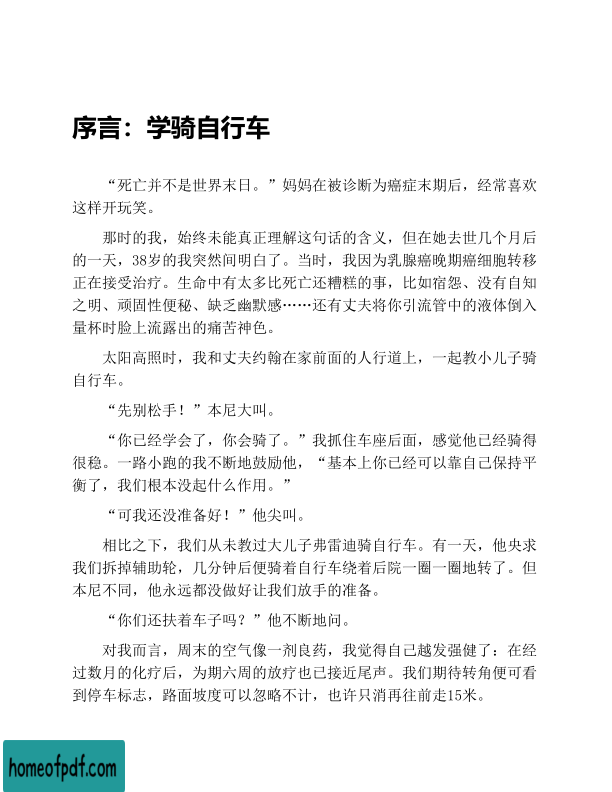 序言：学骑自行车
“死亡并不是世界末日。”妈妈在被诊断为癌症末期后，经常喜欢
这样开玩笑。
那时的我，始终未能真正理解这句话的含义，但在她去世几个月后
的一天，38岁的我突然间明白了。当时，我因为乳腺癌晚期癌细胞转移
正在接受治疗。生命中有太多比死亡还糟糕的事，比如宿怨、没有自知
之明、顽固性便秘、缺乏幽默感……还有丈夫将你引流管中的液体倒入
量杯时脸上流露出的痛苦神色。
太阳高照时，我和丈夫约翰在家前面的人行道上，一起教小儿子骑
自行车。
“先别松手！”本尼大叫。
“你已经学会了，你会骑了。”我抓住车座后面，感觉他已经骑得
很稳。一路小跑的我不断地鼓励他，“基本上你已经可以靠自己保持平
衡了，我们根本没起什么作用。”
“可我还没准备好！”他尖叫。
相比之下，我们从未教过大儿子弗雷迪骑自行车。有一天，他央求
我们拆掉辅助轮，几分钟后便骑着自行车绕着后院一圈一圈地转了。但
本尼不同，他永远都没做好让我们放手的准备。
“你们还扶着车子吗？”他不断地问。
对我而言，周末的空气像一剂良药，我觉得自己越发强健了：在经
过数月的化疗后，为期六周的放疗也已接近尾声。我们期待转角便可看
到停车标志，路面坡度可以忽略不计，也许只消再往前走15米。
homeofpdf.com